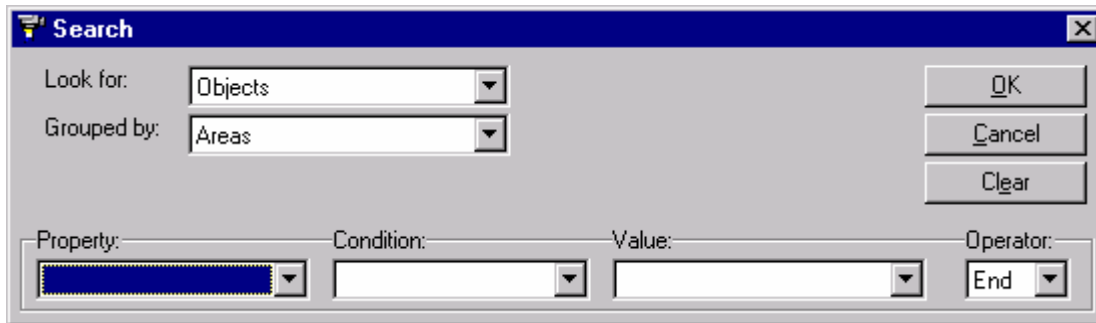 Search
Look for: Objects OK
Grouped by: Areas Cancel
Clear
Property: Condition: Value: Operator:
End